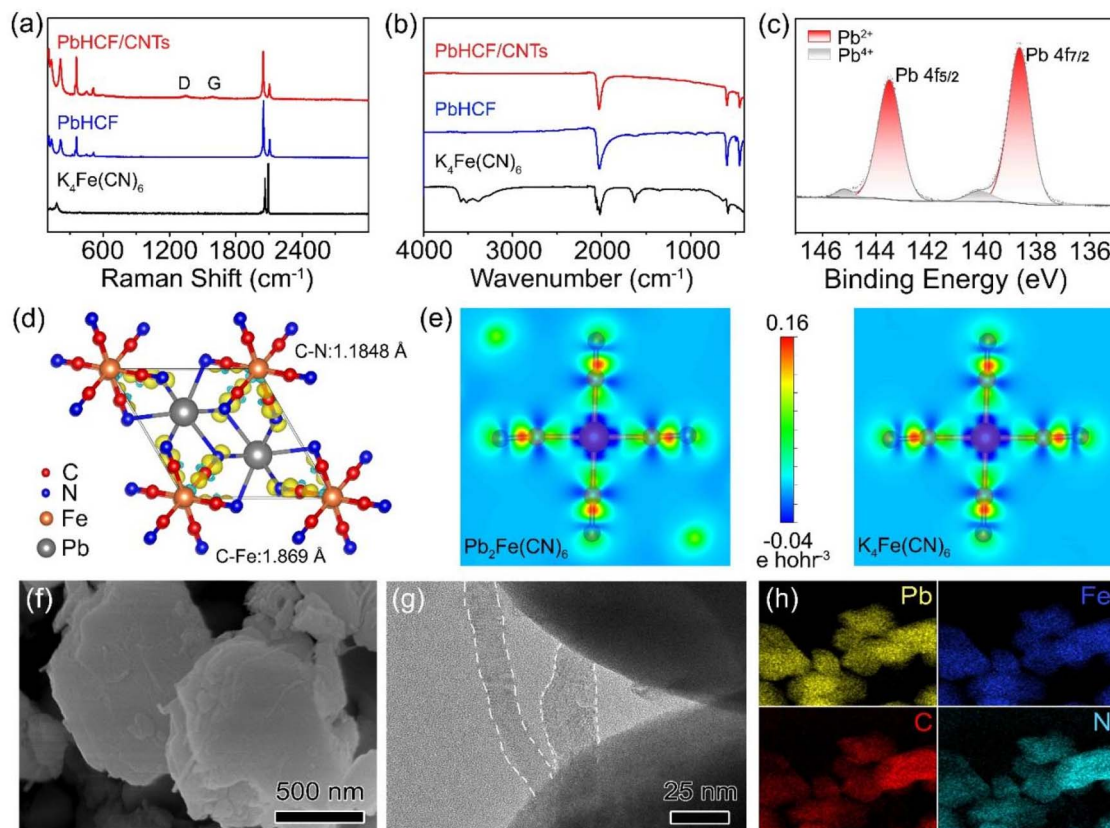 (a)
PbHCF/CNTs
D G
PbHCF
K₄Fe(CN)₆
600 1200 1800 2400
Raman Shift (cm⁻¹)
(b)
PbHCF/CNTs
PbHCF
K₄Fe(CN)₆
4000 3000 2000 1000
Wavenumber (cm⁻¹)
(c)
Pb²⁺
Pb⁴⁺
Pb 4f₅/₂
Pb 4f₇/₂
146 144 142 140 138 136
Binding Energy (eV)
(d)
C-N:1.1848 Å
C
N
Fe
Pb
C-Fe:1.869 Å
(e)
Pb₂Fe(CN)₆
0.16
-0.04
e hohr⁻³
K₄Fe(CN)₆
(f)
500 nm
(g)
25 nm
(h)
Pb
Fe
C
N